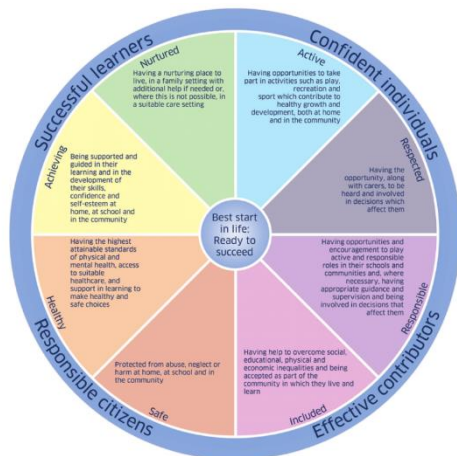 Successful learners
Confident individuals
Nurtured
Having a nurturing place to
live, in a family setting with
additional help if needed or,
where this is not possible, in
a suitable care setting
Active
Having opportunities to take
part in activities such as play,
recreation and
sport which contribute to
healthy growth and
development, both at home
and in the community
Achieving
Being supported and
guided in their
learning and in the
development of
their skills,
confidence and
self-esteem at
home, at school and
in the community
Respected
Having the
opportunity, along
with carers, to be
heard and involved
in decisions which
affect them
Best start
in life:
Ready to
succeed
Healthy
Having the highest
attainable standards
of physical and
mental health, access
to suitable
healthcare, and
support in learning to
make healthy and
safe choices
Responsible
Having opportunities and
encouragement to play
active and responsible
roles in their schools and
communities and, where
necessary, having
appropriate guidance and
supervision and being
involved in decisions that
affect them
Protected from abuse, neglect or
harm at home, at school and in
the community
Safe
Having help to overcome social,
educational, physical and
economic inequalities and being
accepted as part of the
community in which they live and
learn
Included
Responsible citizens
Effective contributors